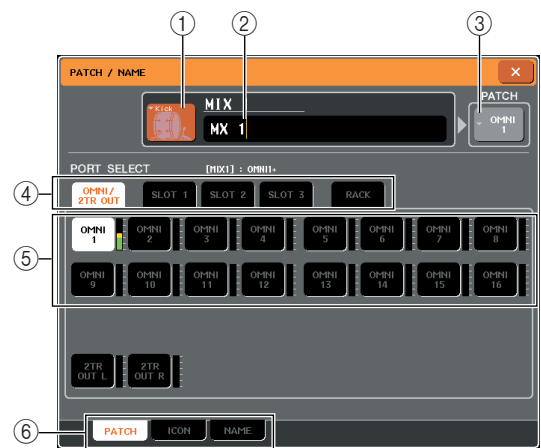 ① ② ③
PATCH / NAME ×
Kick
MIX
MX 1
PATCH
OMNI 1
PORT SELECT [MIX1] : OMNI1+
④
OMNI/ 2TR OUT SLOT 1 SLOT 2 SLOT 3 RACK
⑤
OMNI 1 OMNI 2 OMNI 3 OMNI 4 OMNI 5 OMNI 6 OMNI 7 OMNI 8
OMNI 9 OMNI 10 OMNI 11 OMNI 12 OMNI 13 OMNI 14 OMNI 15 OMNI 16
2TR OUT L 2TR OUT R
⑥
PATCH ICON NAME